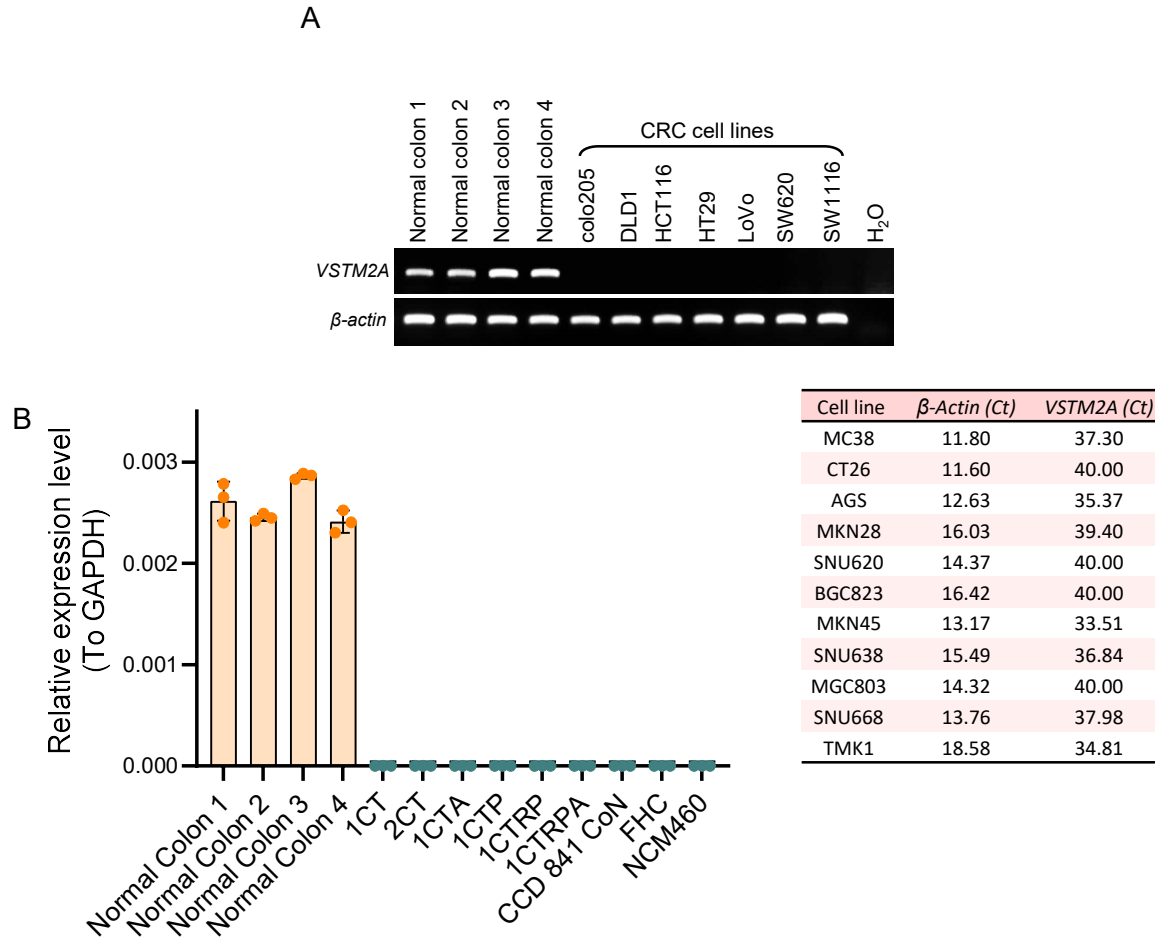 A
Normal colon 1
Normal colon 2
Normal colon 3
Normal colon 4
CRC cell lines
colo205
DLD1
HCT116
HT29
LoVo
SW620
SW1116
H₂O
VSTM2A
β-actin
B
Relative expression level
(To GAPDH)
0.003
0.002
0.001
0.000
Normal Colon 1
Normal Colon 2
Normal Colon 3
Normal Colon 4
1CT
2CT
1CTA
1CTP
1CTRP
1CTRPA
CCD 841 CoN
FHC
NCM460
Cell line β-Actin (Ct) VSTM2A (Ct)
MC38 11.80 37.30
CT26 11.60 40.00
AGS 12.63 35.37
MKN28 16.03 39.40
SNU620 14.37 40.00
BGC823 16.42 40.00
MKN45 13.17 33.51
SNU638 15.49 36.84
MGC803 14.32 40.00
SNU668 13.76 37.98
TMK1 18.58 34.81